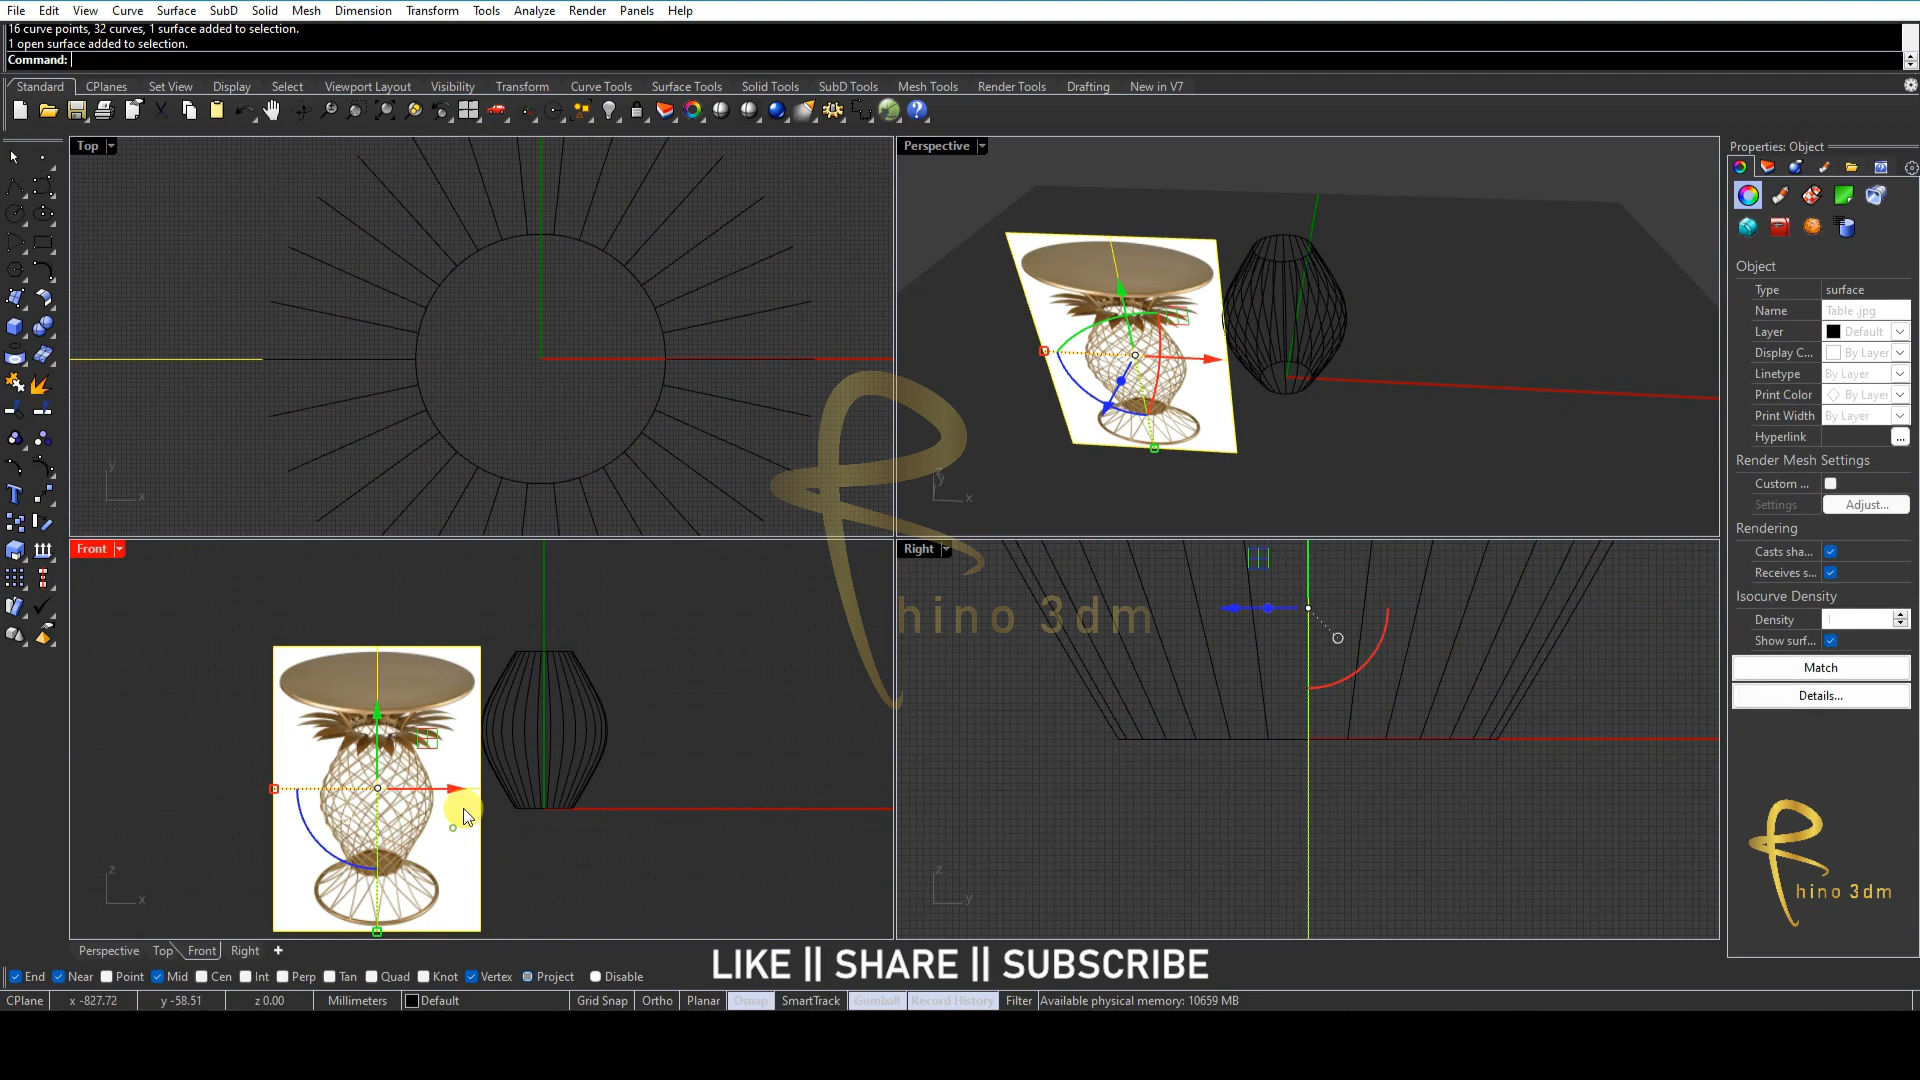 File Edit View Curve Surface SubD Solid Mesh Dimension Transform Tools Analyze Render Panels Help
16 curve points, 32 curves, 1 surface added to selection.
1 open surface added to selection.
Command:
Standard CPlanes Set View Display Select Viewport Layout Visibility Transform Curve Tools Surface Tools Solid Tools SubD Tools Mesh Tools Render Tools Drafting New in V7
Top
Perspective
Properties: Object
Object
Type surface
Name Table .jpg
Layer Default
Display C... By Layer
Linetype By Layer
Print Color By Layer
Print Width By Layer
Hyperlink ...
Render Mesh Settings
Custom ...
Settings Adjust...
Rendering
Casts sha...
Receives s...
Isocurve Density
Density 1
Show surf...
Match
Details...
y
x
y
x
Front
Right
hino 3dm
z
x
z
y
hino 3dm
Perspective Top Front Right
LIKE || SHARE || SUBSCRIBE
End Near Point Mid Cen Int Perp Tan Quad Knot Vertex Project Disable
CPlane x -827.72 y -58.51 z 0.00 Millimeters Default Grid Snap Ortho Planar Osnap SmartTrack Gumball Record History Filter Available physical memory: 10659 MB